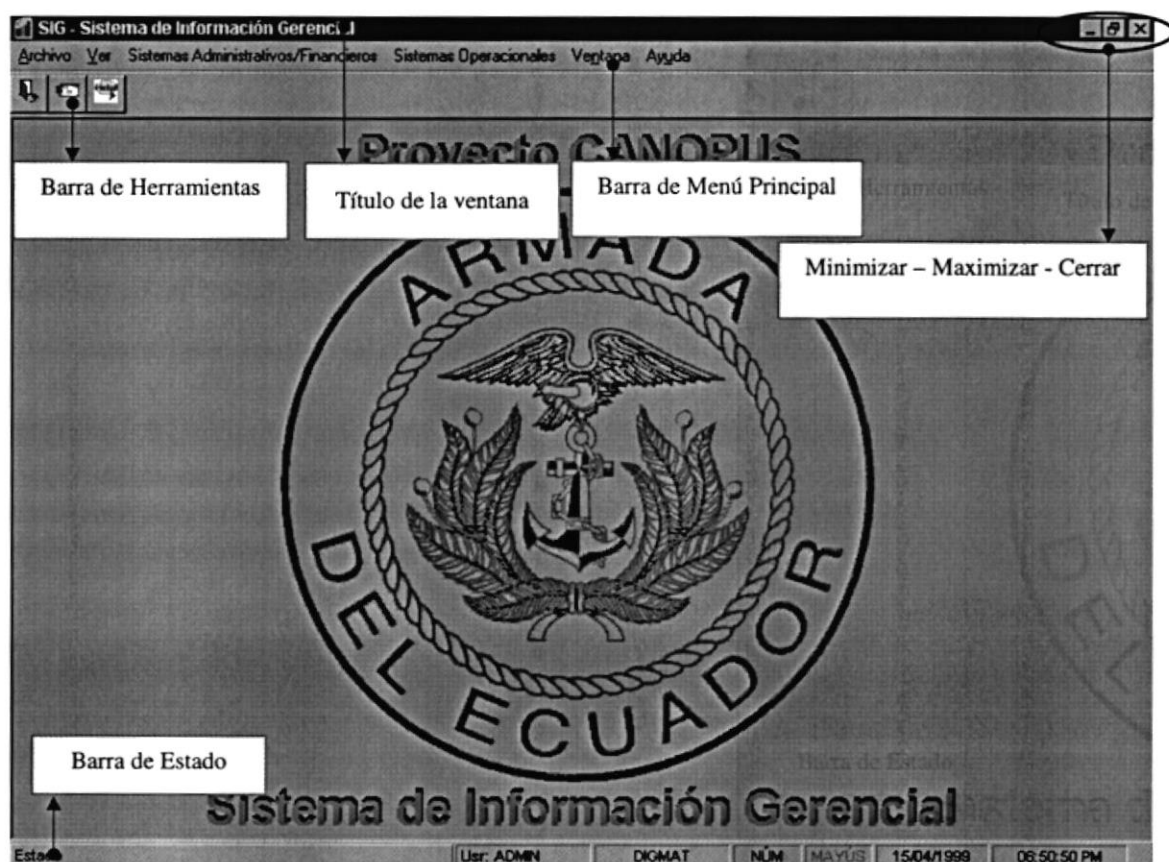 SIG - Sistema de Información Gerencial
Archivo Ver Sistemas Administrativos/Financieros Sistemas Operacionales Ventana Ayuda
Proyecto CANOPUS
Barra de Herramientas
Título de la ventana
Barra de Menú Principal
Minimizar – Maximizar - Cerrar
ARMADA
DEL ECUADOR
Barra de Estado
Sistema de Información Gerencial
Usr: ADMIN DIGMAT NÚM MAYÚS 15/04/1999 06:50:50 PM